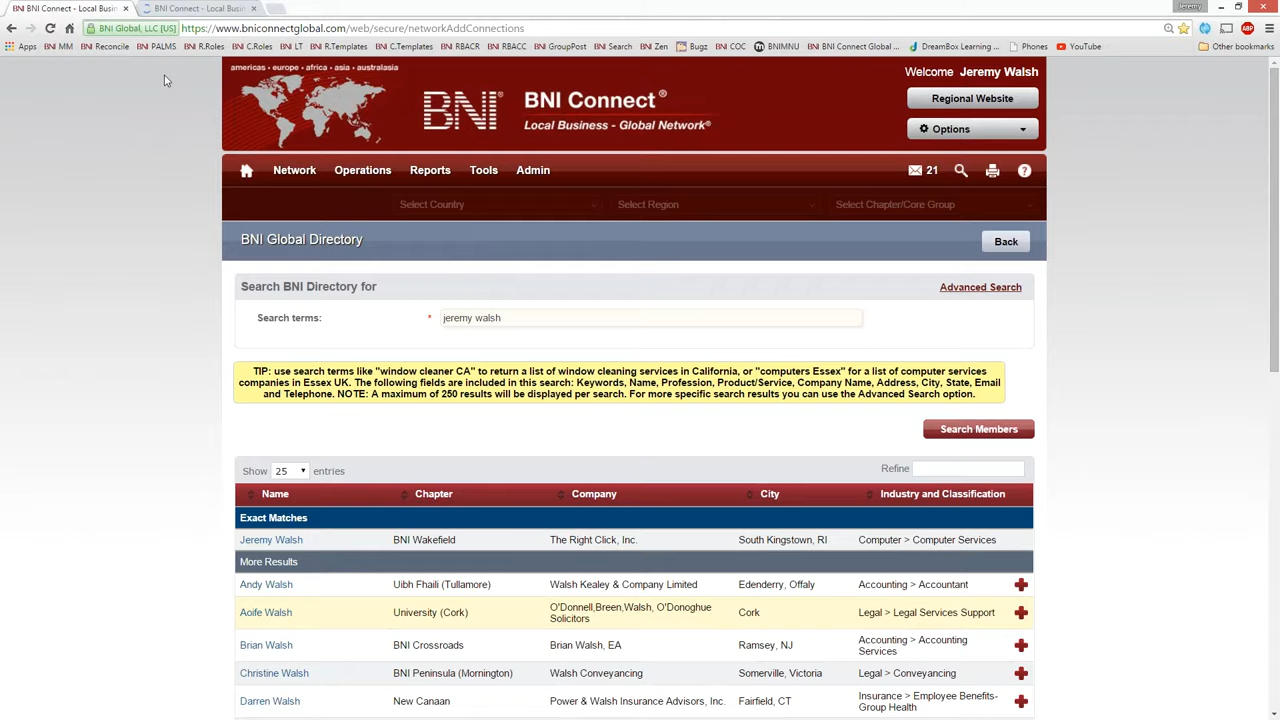 Jeremy
BNI BNI Connect - Local Busin
BNI Connect - Local Busin
BNI Global, LLC [US] https://www.bniconnectglobal.com/web/secure/networkAddConnections
Apps BNI MM BNI Reconcile BNI PALMS BNI R.Roles BNI C.Roles BNI LT BNI R.Templates BNI C.Templates BNI RBACR BNI RBACC BNI GroupPost BNI Search BNI Zen Bugz BNI COC BNIMNU BNI BNI Connect Global ... DreamBox Learning ... Phones YouTube Other bookmarks
americas • europe • africa • asia • australasia
BNI®
BNI Connect®
Local Business - Global Network®
Welcome Jeremy Walsh
Regional Website
Options
Network Operations Reports Tools Admin 21
Select Country Select Region Select Chapter/Core Group
BNI Global Directory Back
Search BNI Directory for Advanced Search
Search terms: * jeremy walsh
TIP: use search terms like "window cleaner CA" to return a list of window cleaning services in California, or "computers Essex" for a list of computer services
companies in Essex UK. The following fields are included in this search: Keywords, Name, Profession, Product/Service, Company Name, Address, City, State, Email
and Telephone. NOTE: A maximum of 250 results will be displayed per search. For more specific search results you can use the Advanced Search option.
Search Members
Show 25 entries Refine
Name Chapter Company City Industry and Classification
Exact Matches
Jeremy Walsh BNI Wakefield The Right Click, Inc. South Kingstown, RI Computer > Computer Services
More Results
Andy Walsh Uibh Fhaili (Tullamore) Walsh Kealey & Company Limited Edenderry, Offaly Accounting > Accountant
Aoife Walsh University (Cork) O'Donnell,Breen,Walsh, O'Donoghue Cork Legal > Legal Services Support
Solicitors
Brian Walsh BNI Crossroads Brian Walsh, EA Ramsey, NJ Accounting > Accounting
Services
Christine Walsh BNI Peninsula (Mornington) Walsh Conveyancing Somerville, Victoria Legal > Conveyancing
Darren Walsh New Canaan Power & Walsh Insurance Advisors, Inc. Fairfield, CT Insurance > Employee Benefits-
Group Health